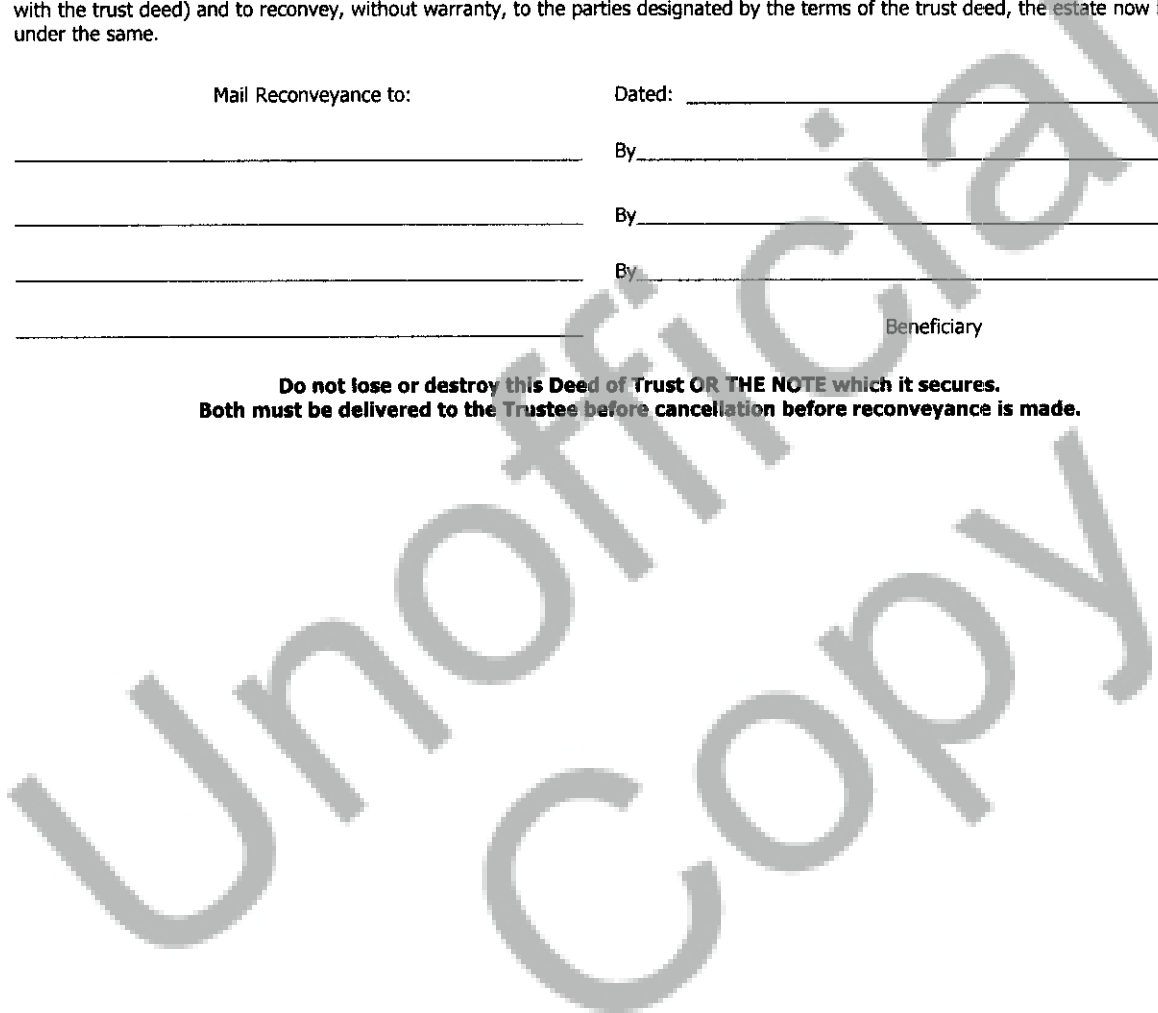 with the trust deed) and to reconvey, without warranty, to the parties designated by the terms of the trust deed, the estate now
under the same.
Mail Reconveyance to: Dated:
By
By
By
Beneficiary
Do not lose or destroy this Deed of Trust OR THE NOTE which it secures.
Both must be delivered to the Trustee before cancellation before reconveyance is made.
Unofficial
Copy